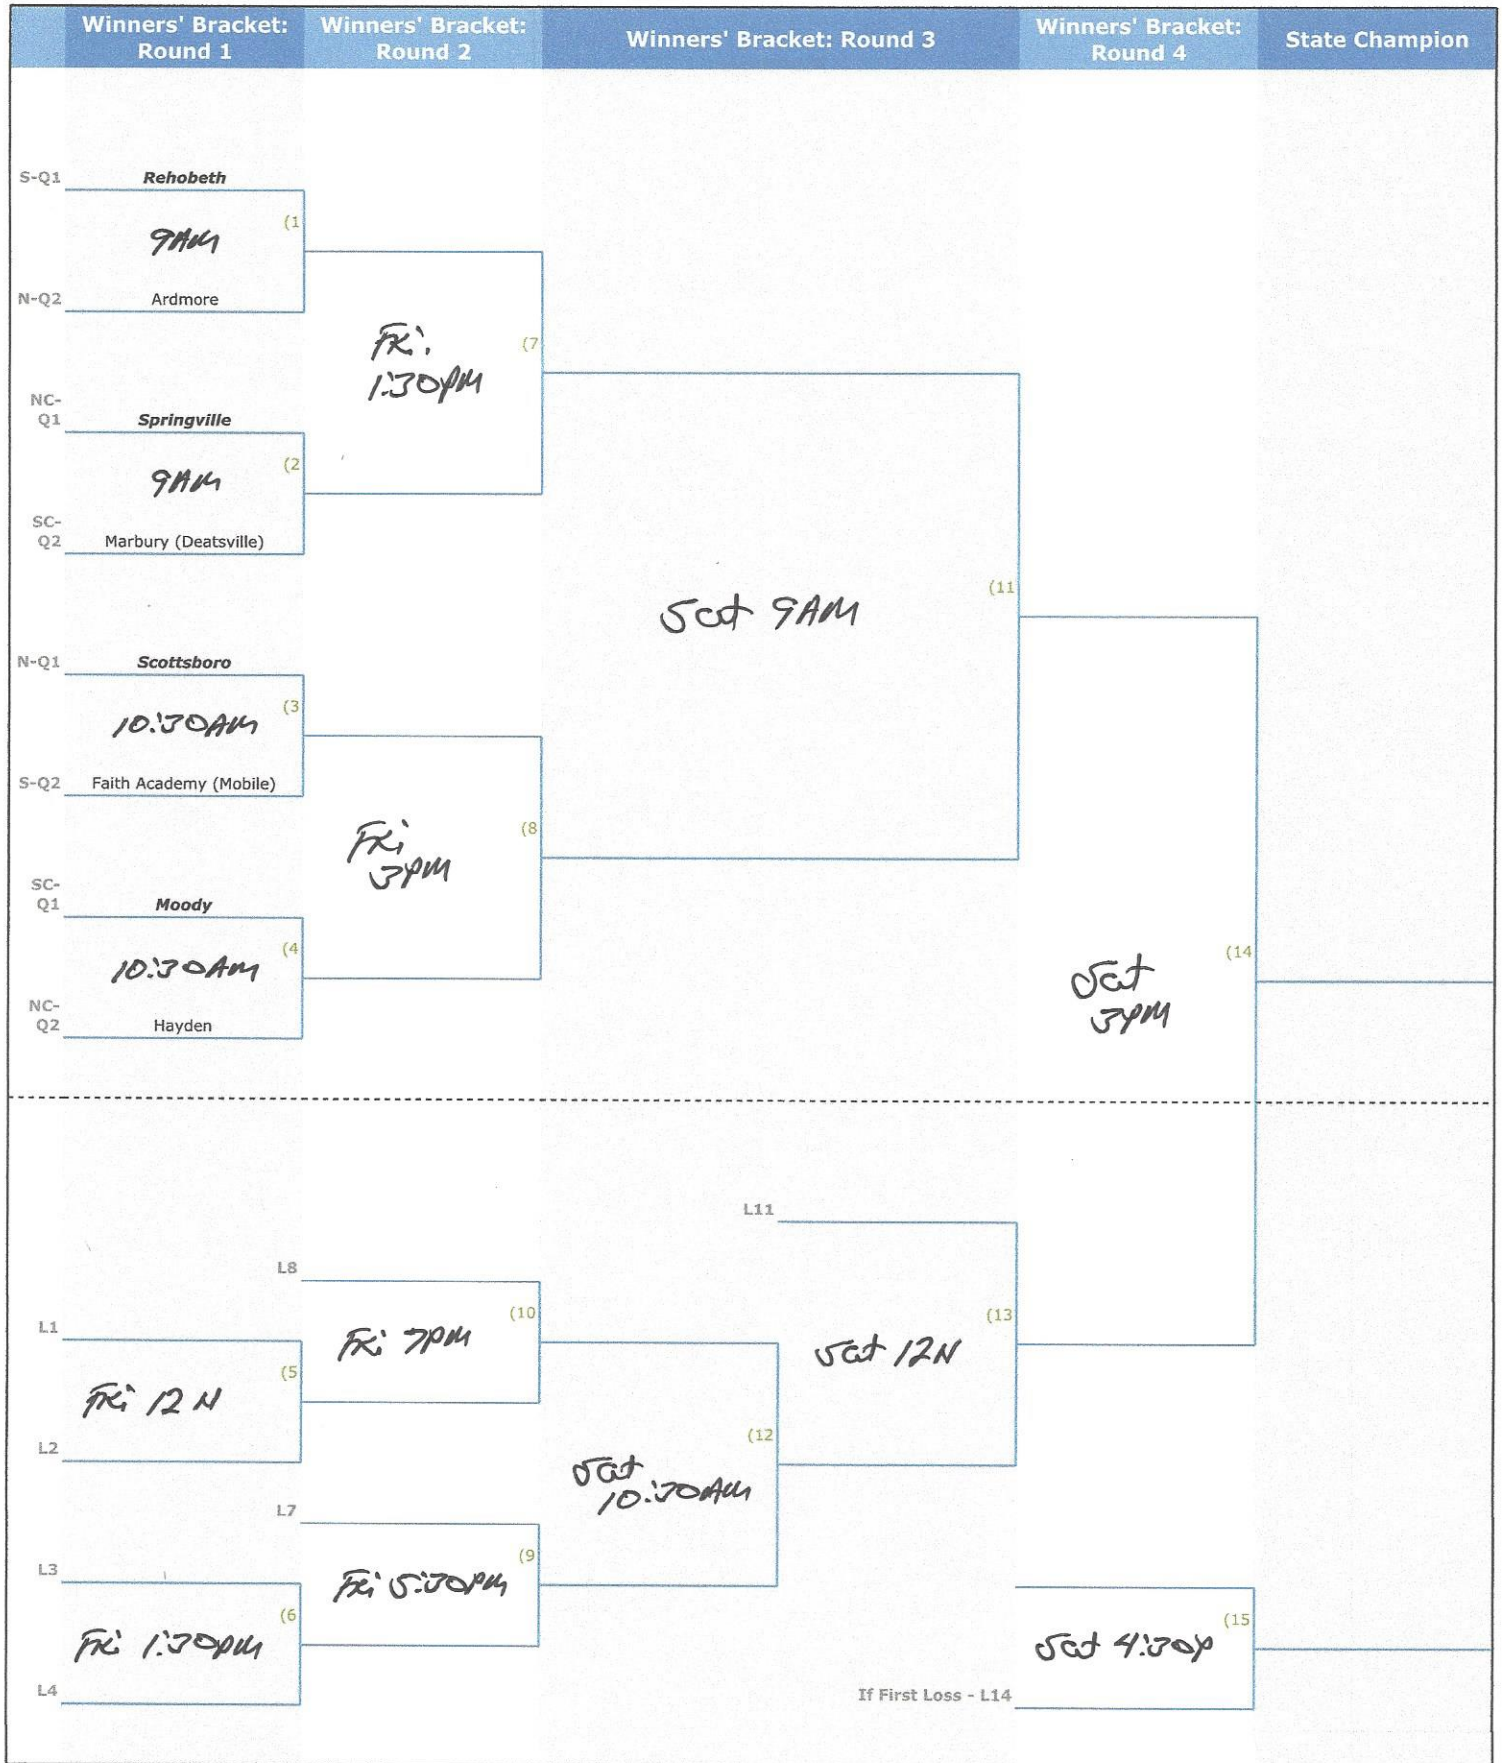 Winners' Bracket:
Round 1
Winners' Bracket:
Round 2
Winners' Bracket: Round 3
Winners' Bracket:
Round 4
State Champion
S-Q1
Rehobeth
(1
9AM
N-Q2
Ardmore
Fri.
1:30PM
(7
NC-
Q1
Springville
(2
9AM
SC-
Q2
Marbury (Deatsville)
(11
Sat 9AM
N-Q1
Scottsboro
(3
10:30AM
S-Q2
Faith Academy (Mobile)
Fri
3PM
(8
SC-
Q1
Moody
(4
10:30AM
NC-
Q2
Hayden
(14
Sat
3PM
L11
L8
(10
Fri 7PM
L1
(5
Fri 12 N
L2
(13
Sat 12N
(12
Sat
10:30AM
L7
(9
Fri 5:30PM
L3
(6
Fri 1:30PM
L4
(15
Sat 4:30P
If First Loss - L14